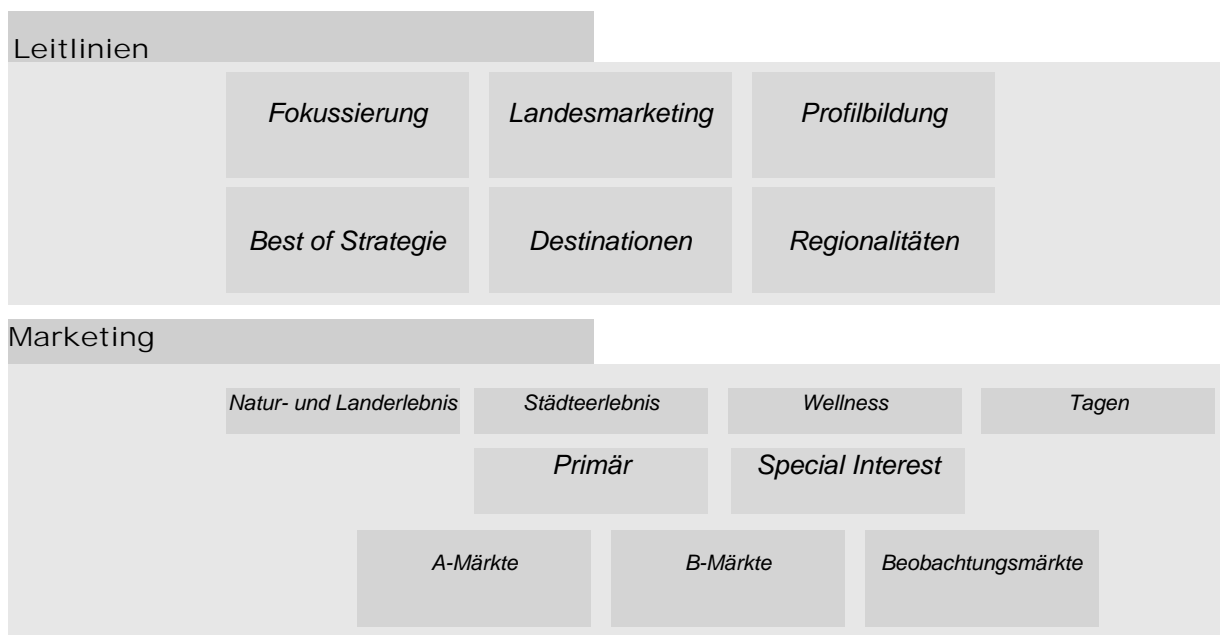 Leitlinien
Fokussierung Landesmarketing Profilbildung
Best of Strategie Destinationen Regionalitäten
Marketing
Natur- und Landerlebnis Städteerlebnis Wellness Tagen
Primär Special Interest
A-Märkte B-Märkte Beobachtungsmärkte